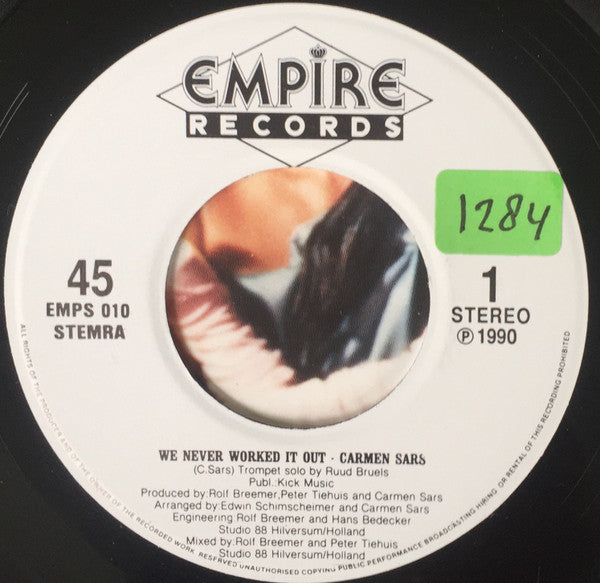 EMPIRE
RECORDS
1284
45
EMPS 010
STEMRA
1
STEREO
℗ 1990
WE NEVER WORKED IT OUT - CARMEN SARS
(C.Sars) Trompet solo by Ruud Bruels
Publ.:Kick Music
Produced by:Rolf Breemer,Peter Tiehuis and Carmen Sars
Arranged by:Edwin Schimscheimer and Carmen Sars
Engineering:Rolf Breemer and Hans Bedecker
Studio 88 Hilversum/Holland
Mixed by:Rolf Breemer and Peter Tiehuis
Studio 88 Hilversum/Holland
ALL RIGHTS OF THE PRODUCER AND OF THE OWNER OF THE RECORDED WORK RESERVED UNAUTHORISED COPYING PUBLIC PERFORMANCE BROADCASTING HIRING OR RENTAL OF THIS RECORD PROHIBITED